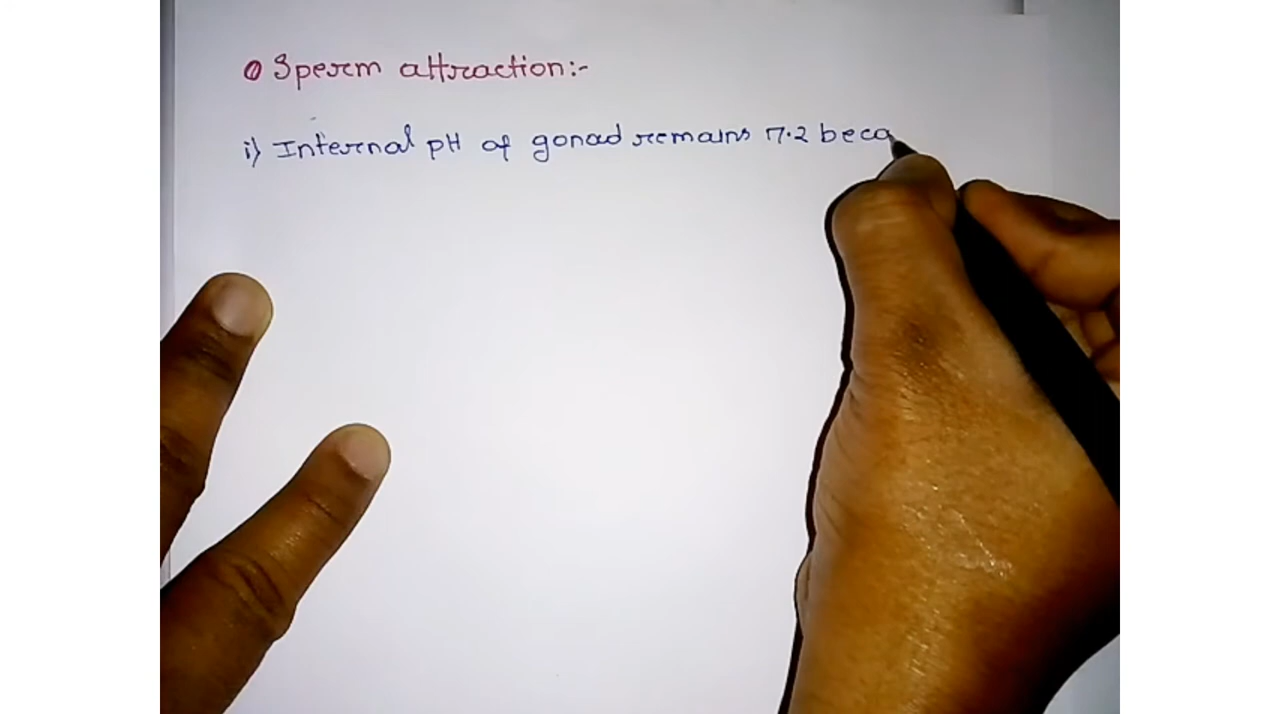 Sperm attraction:-
i) Internal pH of gonad remains 7.2 beca